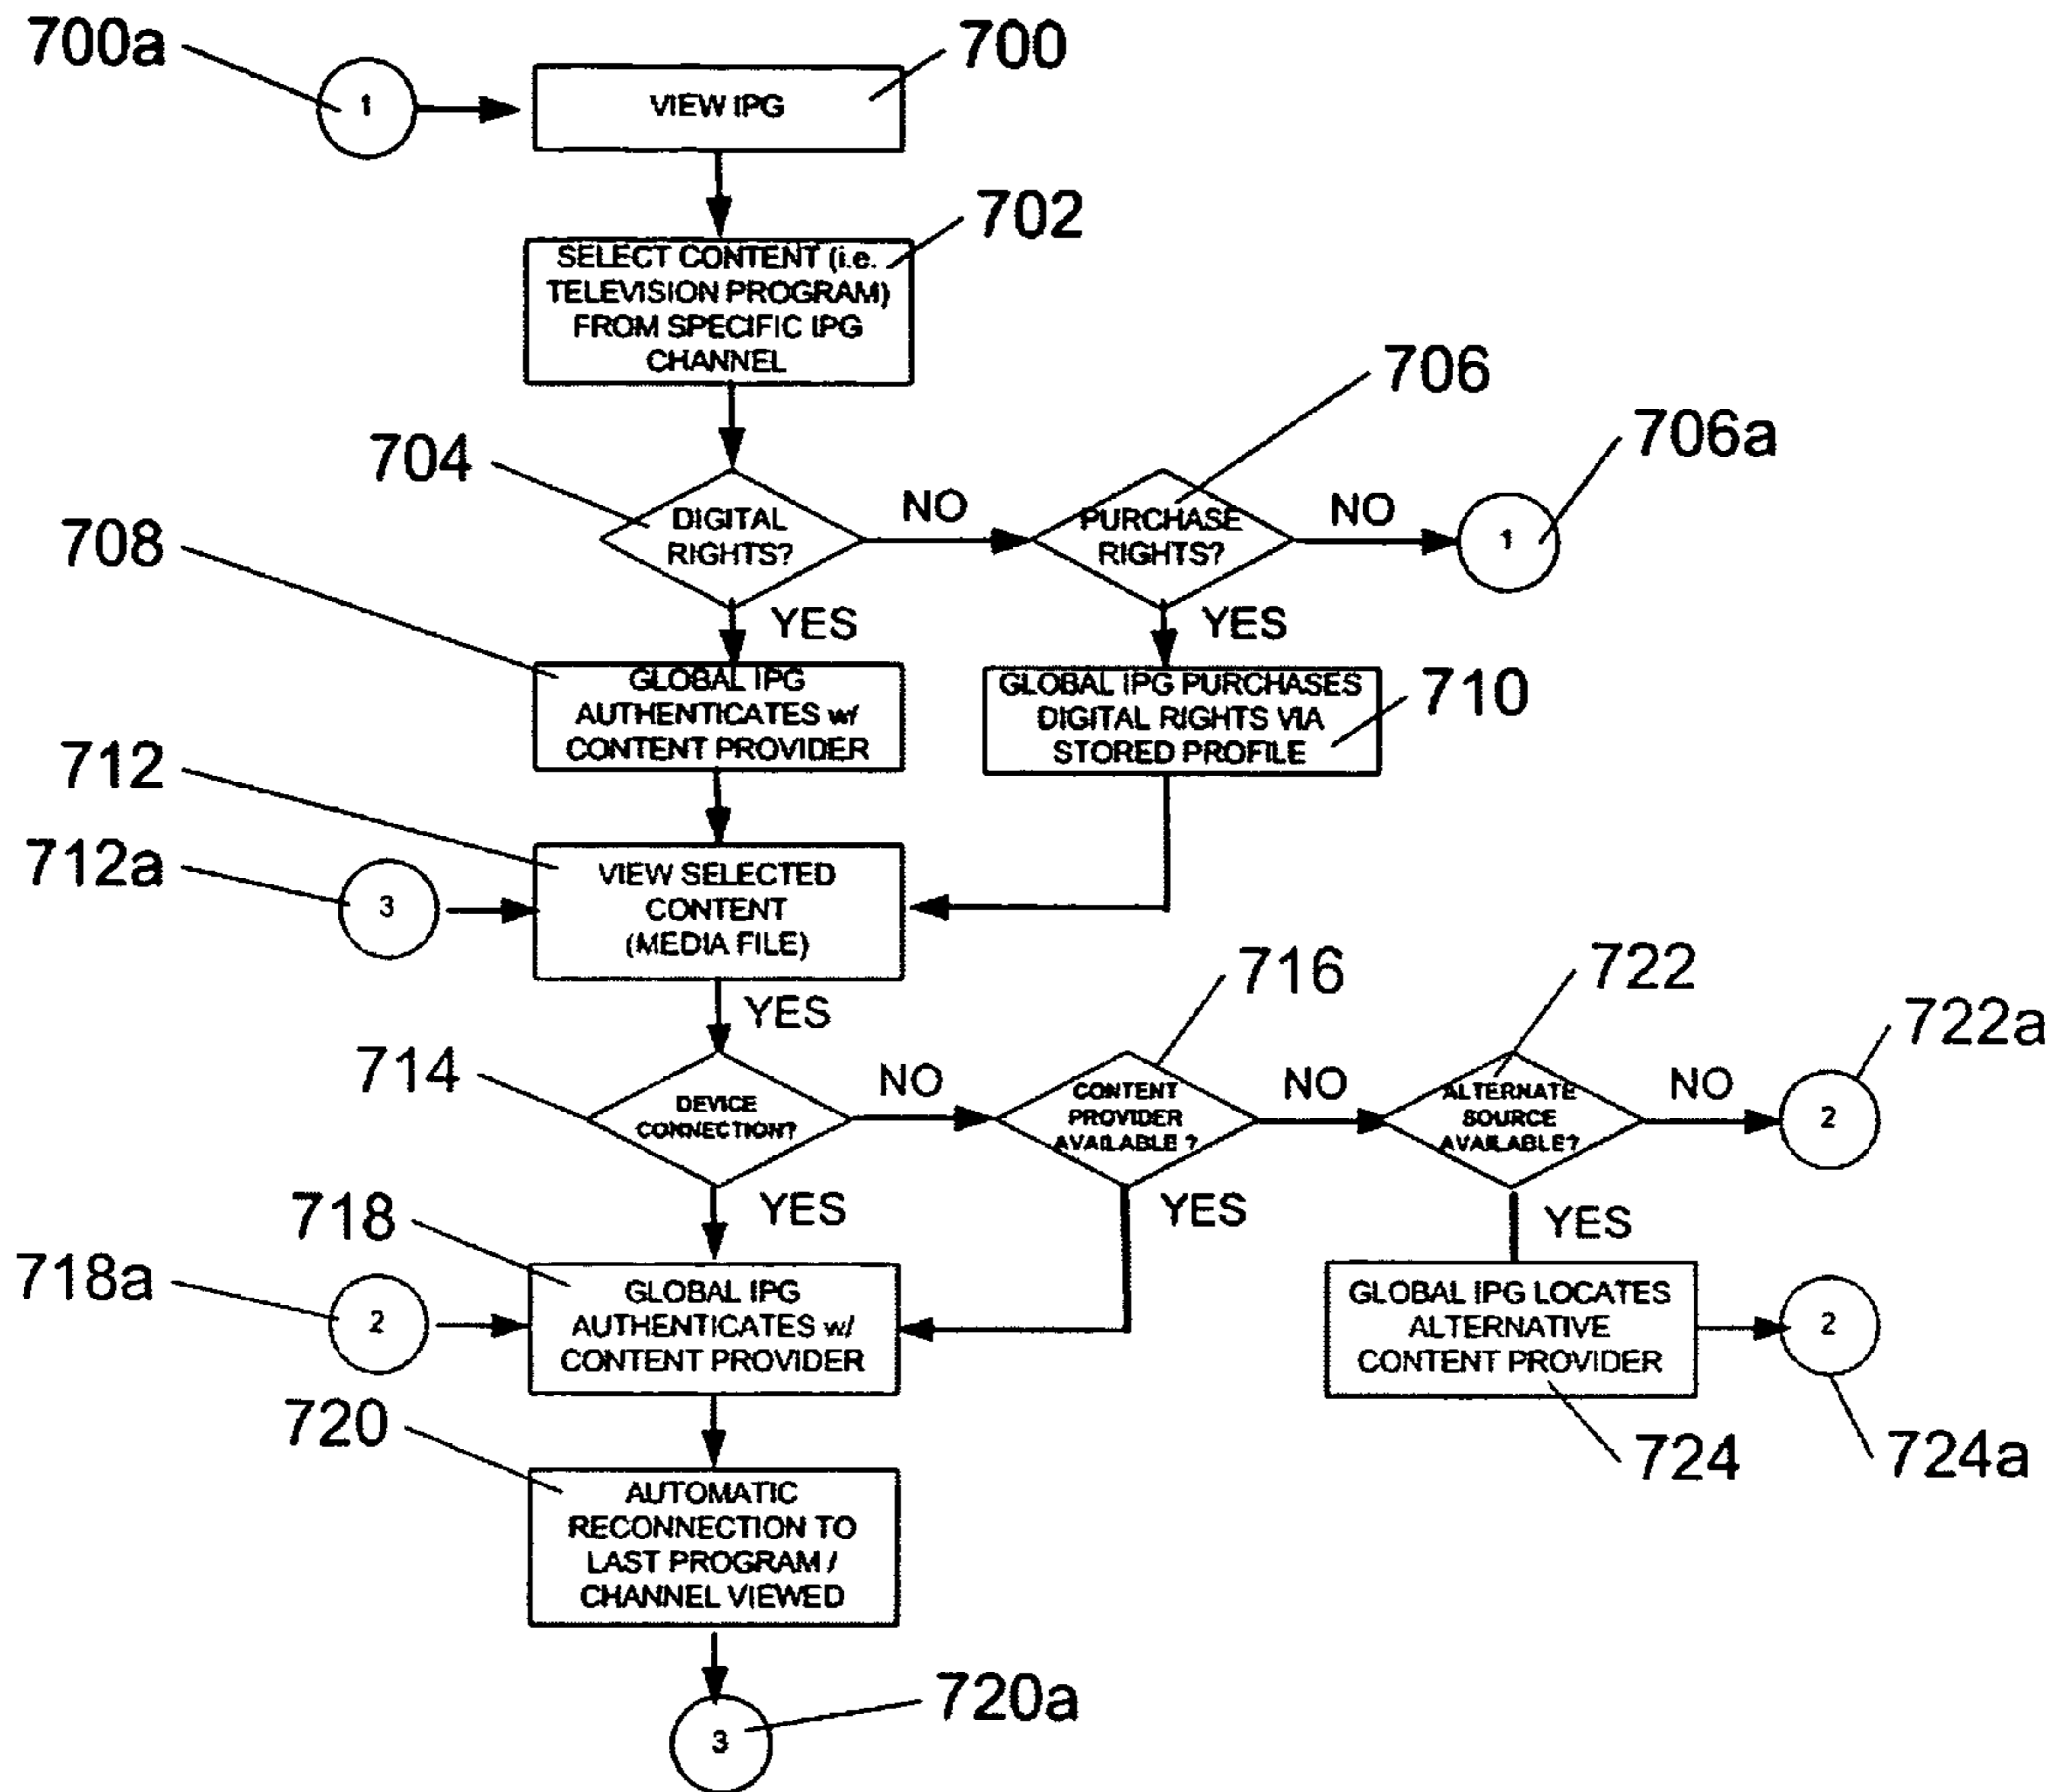 700a
700
1
VIEW IPG
702
SELECT CONTENT (i.e.
TELEVISION PROGRAM)
FROM SPECIFIC IPG
CHANNEL
706
706a
704
DIGITAL
RIGHTS?
NO
PURCHASE
RIGHTS?
NO
1
708
YES
YES
GLOBAL IPG
AUTHENTICATES w/
CONTENT PROVIDER
GLOBAL IPG PURCHASES
DIGITAL RIGHTS VIA
STORED PROFILE
710
712
712a
3
VIEW SELECTED
CONTENT
(MEDIA FILE)
716
722
722a
YES
714
DEVICE
CONNECTION?
NO
CONTENT
PROVIDER
AVAILABLE ?
NO
ALTERNATE
SOURCE
AVAILABLE?
NO
2
718
YES
YES
YES
718a
2
GLOBAL IPG
AUTHENTICATES w/
CONTENT PROVIDER
GLOBAL IPG LOCATES
ALTERNATIVE
CONTENT PROVIDER
2
720
724
724a
AUTOMATIC
RECONNECTION TO
LAST PROGRAM /
CHANNEL VIEWED
720a
3